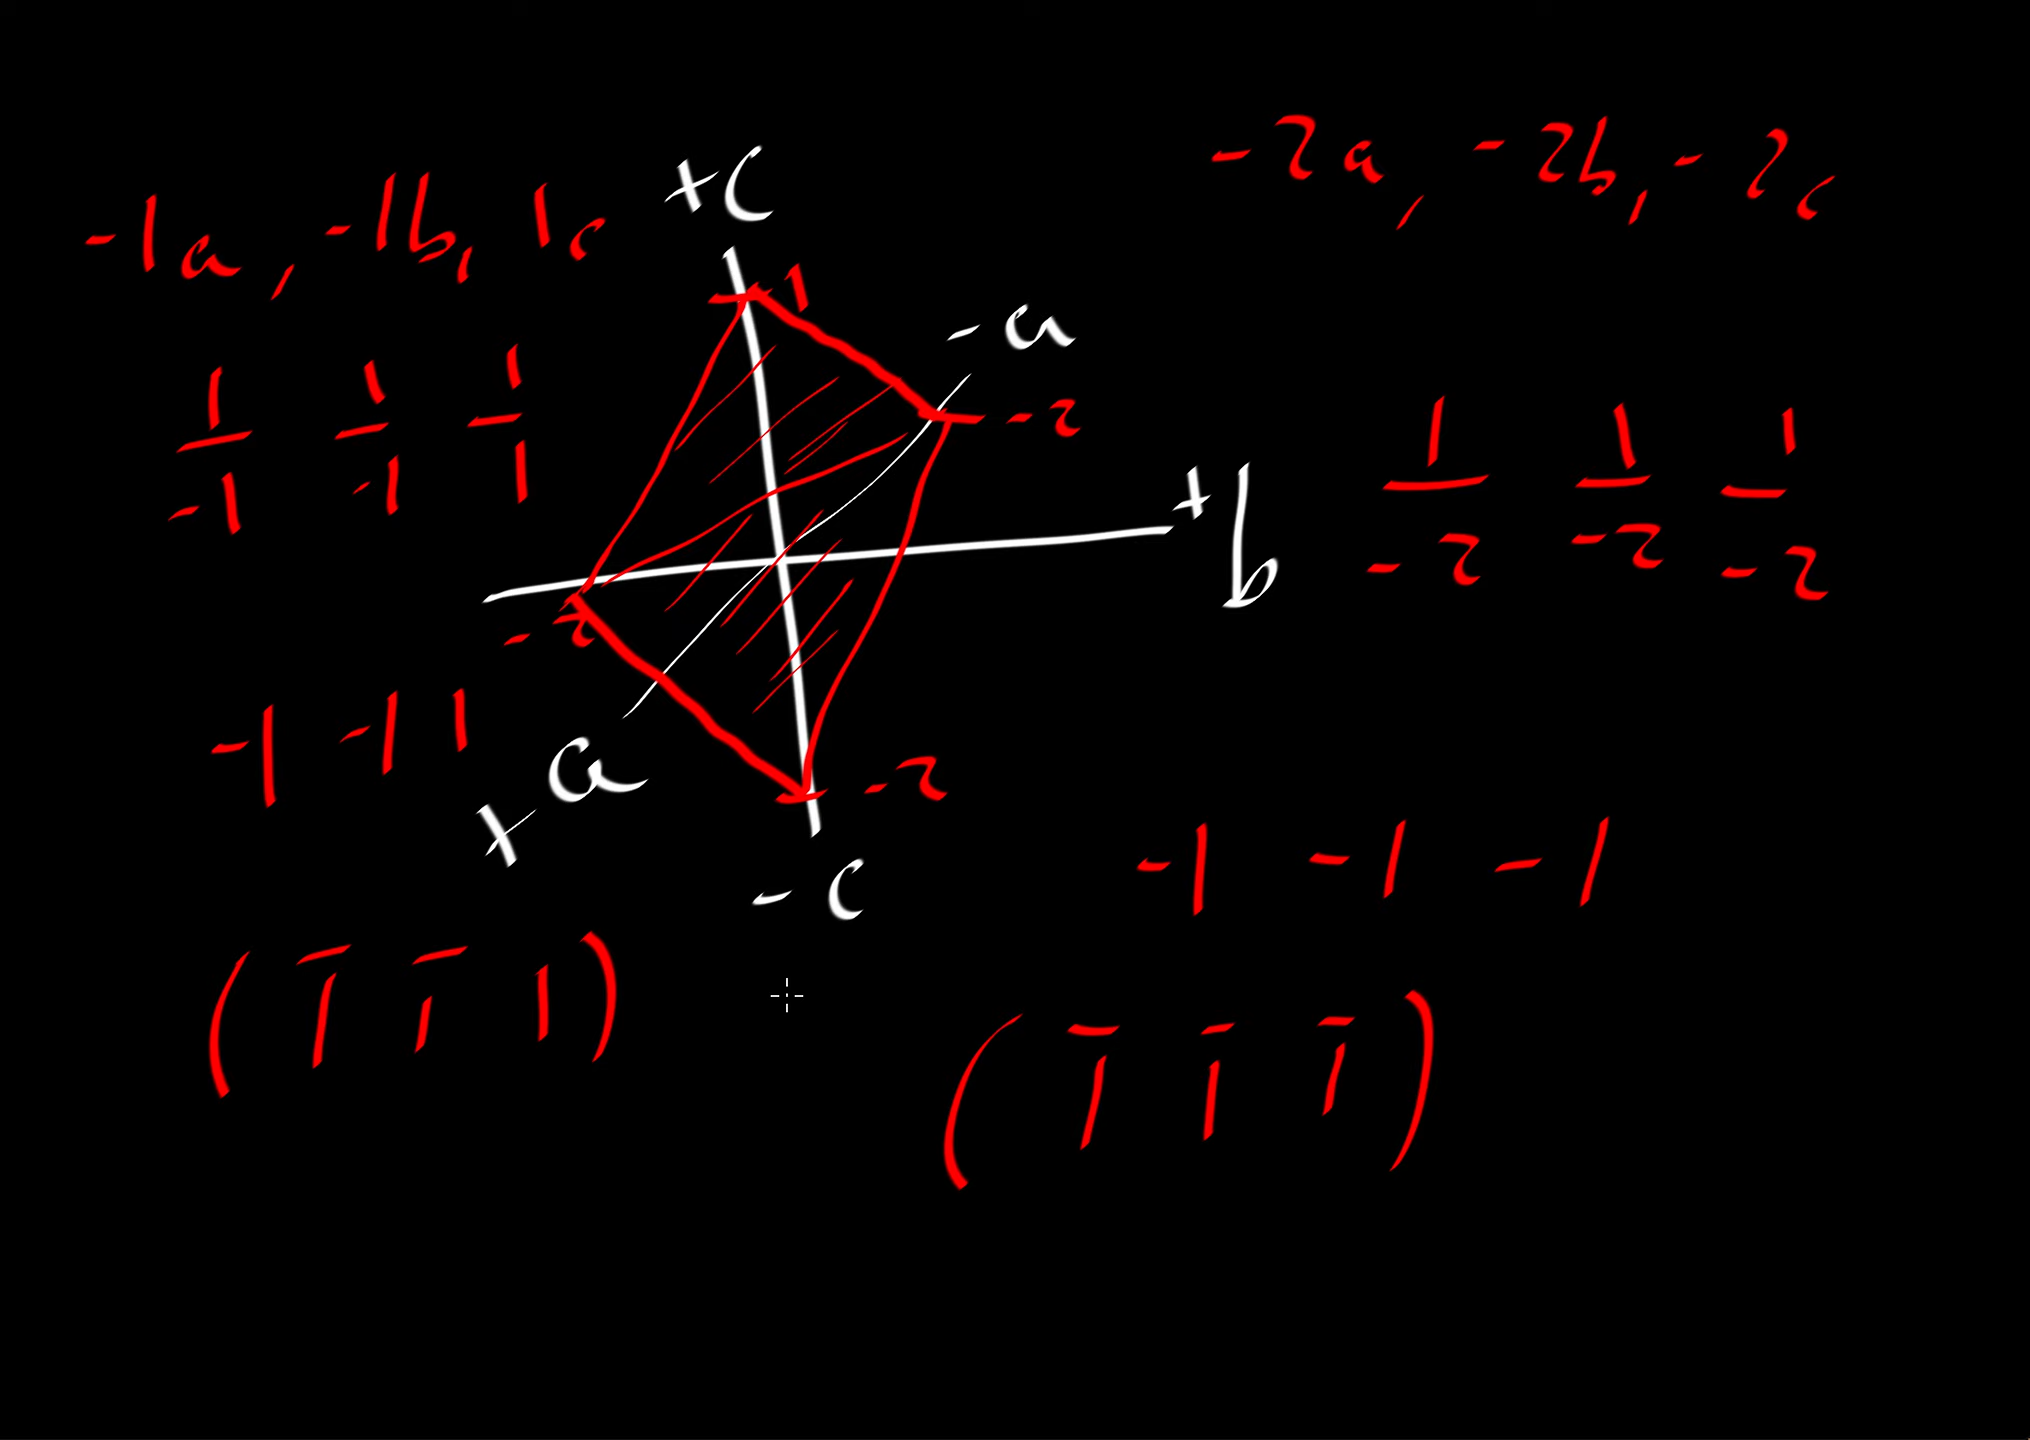 -1a, -1b, 1c
1/-1 1/-1 1/1
-1 -1 1
(1̅ 1̅ 1)
+c
1
-a
-2
+b
-2
+a
-2
-c
-2a, -2b, -2c
1/-2 1/-2 1/-2
-1 -1 -1
(1̅ 1̅ 1̅)